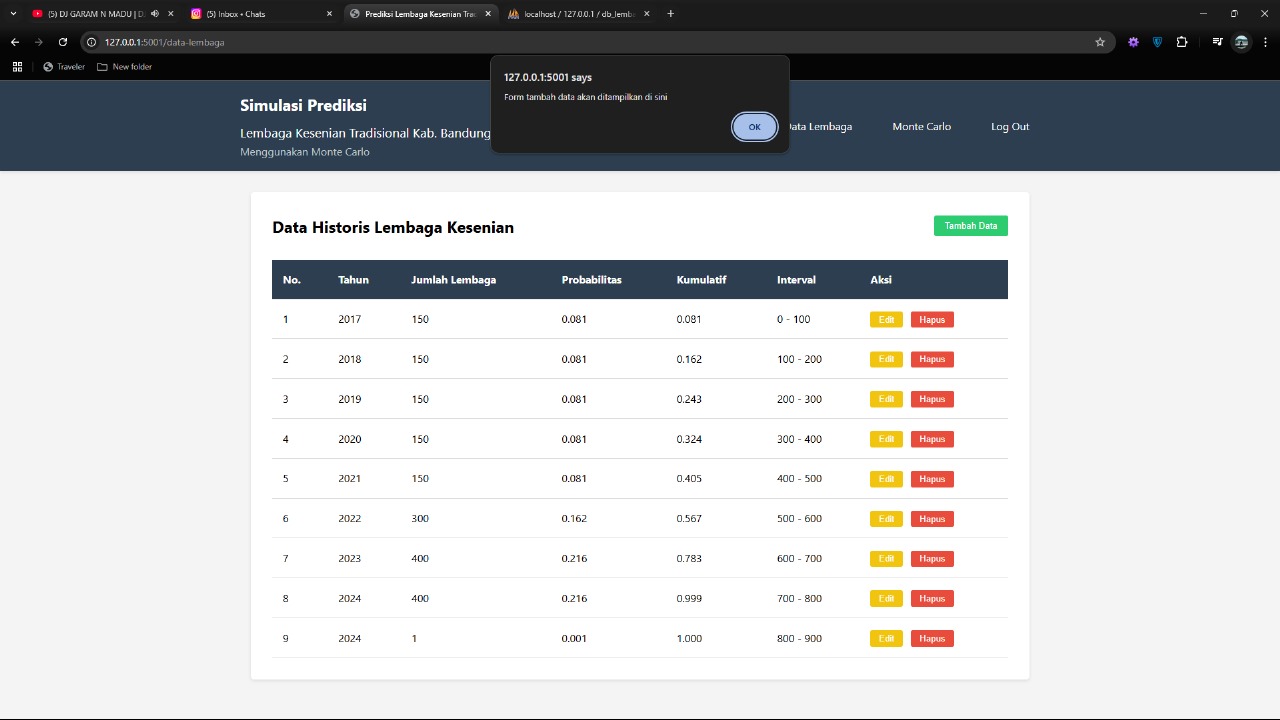 (5) DJ GARAM N MADU | D
(5) Inbox • Chats
Prediksi Lembaga Kesenian Tra
localhost / 127.0.0.1 / db_lemb
127.0.0.1:5001/data-lembaga
Traveler
New folder
127.0.0.1:5001 says
Form tambah data akan ditampilkan di sini
OK
Simulasi Prediksi
Lembaga Kesenian Tradisional Kab. Bandung
Menggunakan Monte Carlo
Data Lembaga Monte Carlo Log Out
Data Historis Lembaga Kesenian
Tambah Data
No. Tahun Jumlah Lembaga Probabilitas Kumulatif Interval Aksi
1 2017 150 0.081 0.081 0 - 100 Edit Hapus
2 2018 150 0.081 0.162 100 - 200 Edit Hapus
3 2019 150 0.081 0.243 200 - 300 Edit Hapus
4 2020 150 0.081 0.324 300 - 400 Edit Hapus
5 2021 150 0.081 0.405 400 - 500 Edit Hapus
6 2022 300 0.162 0.567 500 - 600 Edit Hapus
7 2023 400 0.216 0.783 600 - 700 Edit Hapus
8 2024 400 0.216 0.999 700 - 800 Edit Hapus
9 2024 1 0.001 1.000 800 - 900 Edit Hapus